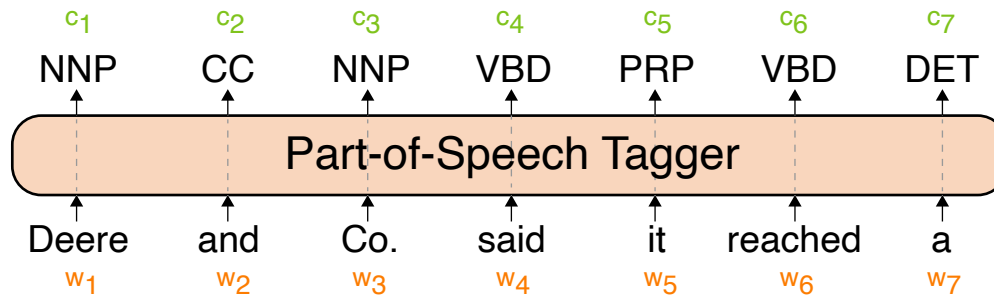 c1 c2 c3 c4 c5 c6 c7
NNP CC NNP VBD PRP VBD DET
Part-of-Speech Tagger
Deere and Co. said it reached a
w1 w2 w3 w4 w5 w6 w7